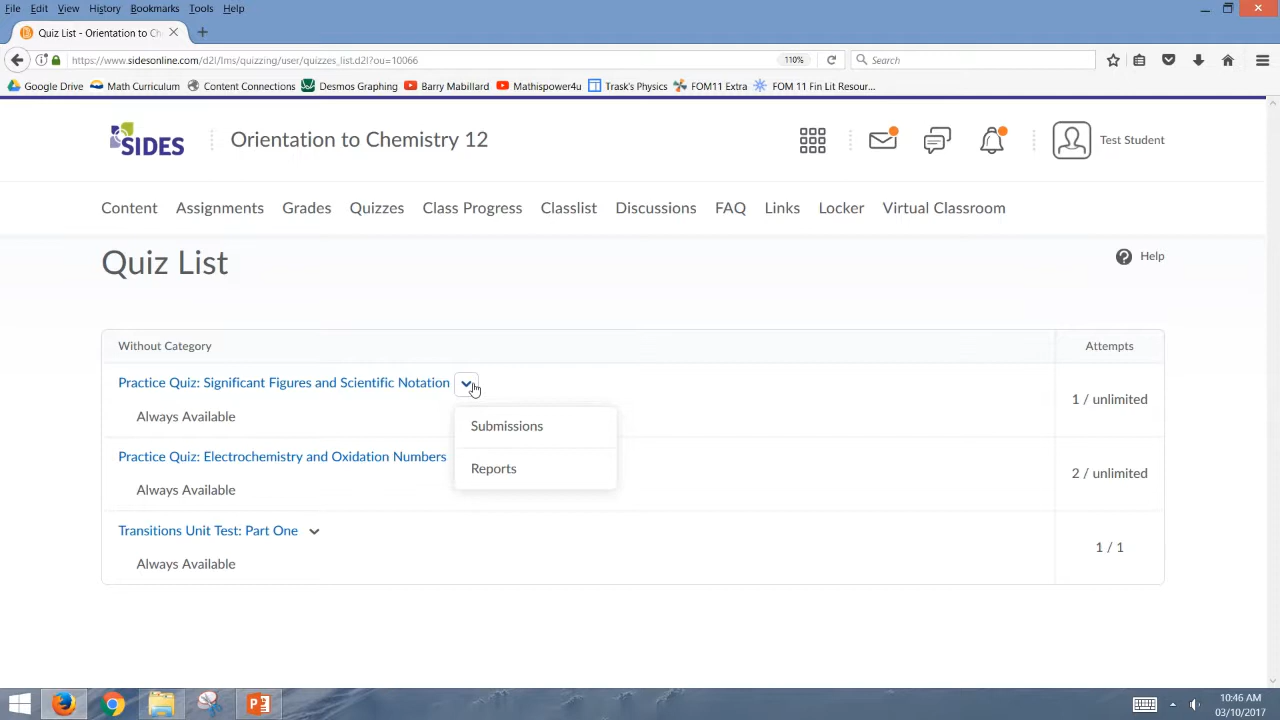 File Edit View History Bookmarks Tools Help
Quiz List - Orientation to Ch
https://www.sidesonline.com/d2l/lms/quizzing/user/quizzes_list.d2l?ou=10066 110% Search
Google Drive Math Curriculum Content Connections Desmos Graphing Barry Mabillard Mathispower4u Trask's Physics FOM11 Extra FOM 11 Fin Lit Resour...
SIDES Orientation to Chemistry 12 Test Student
Content Assignments Grades Quizzes Class Progress Classlist Discussions FAQ Links Locker Virtual Classroom
Quiz List Help
Without Category Attempts
Practice Quiz: Significant Figures and Scientific Notation
Always Available 1 / unlimited
Submissions
Practice Quiz: Electrochemistry and Oxidation Numbers
Reports 2 / unlimited
Always Available
Transitions Unit Test: Part One
Always Available 1 / 1
10:46 AM
03/10/2017